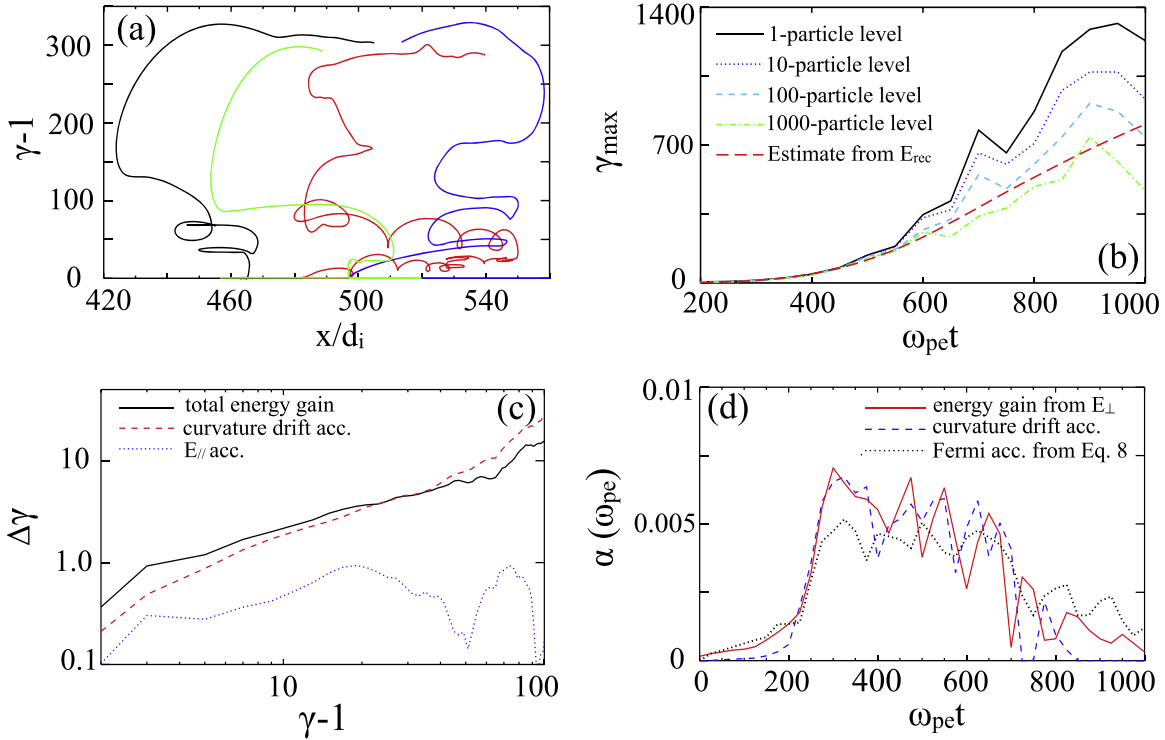 (a)
300
200
100
0
γ-1
420
460
500
540
x/d_i
1400
700
0
γ_max
1-particle level
10-particle level
100-particle level
1000-particle level
Estimate from E_rec
(b)
200
400
600
800
1000
ω_pe t
(c)
total energy gain
curvature drift acc.
E_// acc.
10
1.0
0.1
Δγ
10
100
γ-1
0.01
0.005
0
α (ω_pe)
(d)
energy gain from E_⊥
curvature drift acc.
Fermi acc. from Eq. 8
0
200
400
600
800
1000
ω_pe t